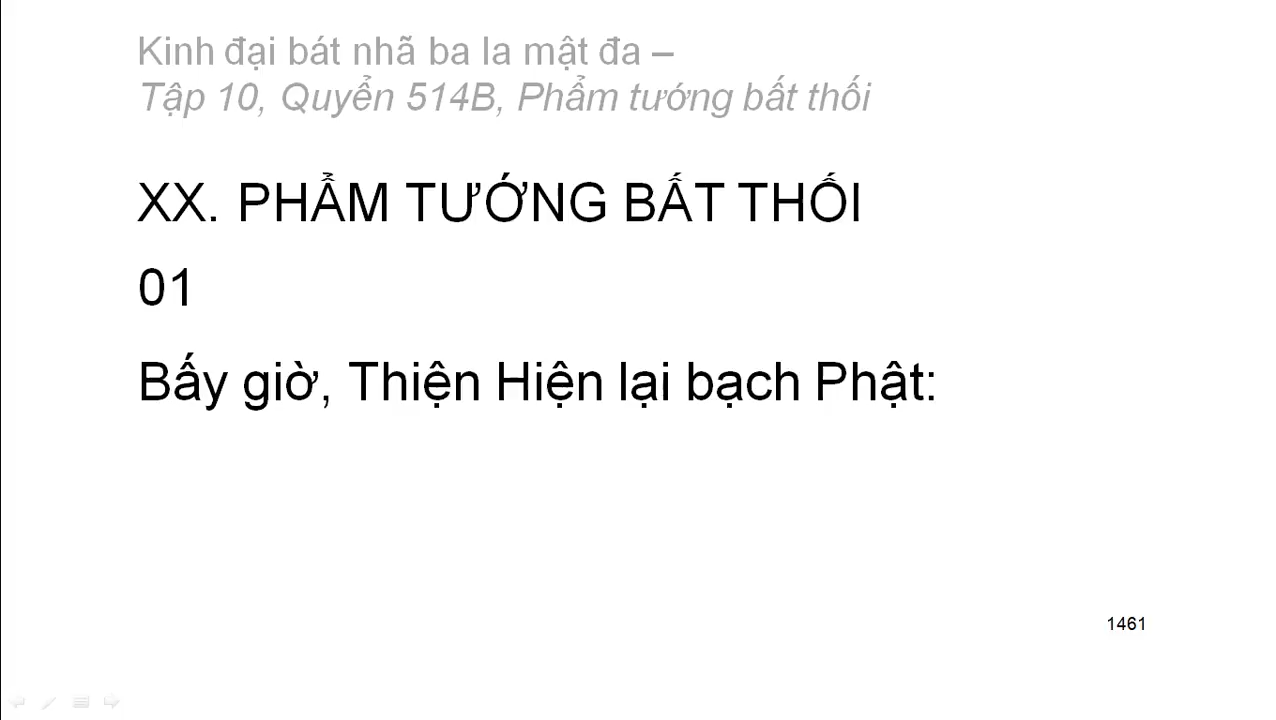 Kinh đại bát nhã ba la mật đa –
Tập 10, Quyển 514B, Phẩm tướng bất thối
XX. PHẨM TƯỚNG BẤT THỐI
01
Bấy giờ, Thiện Hiện lại bạch Phật:
1461